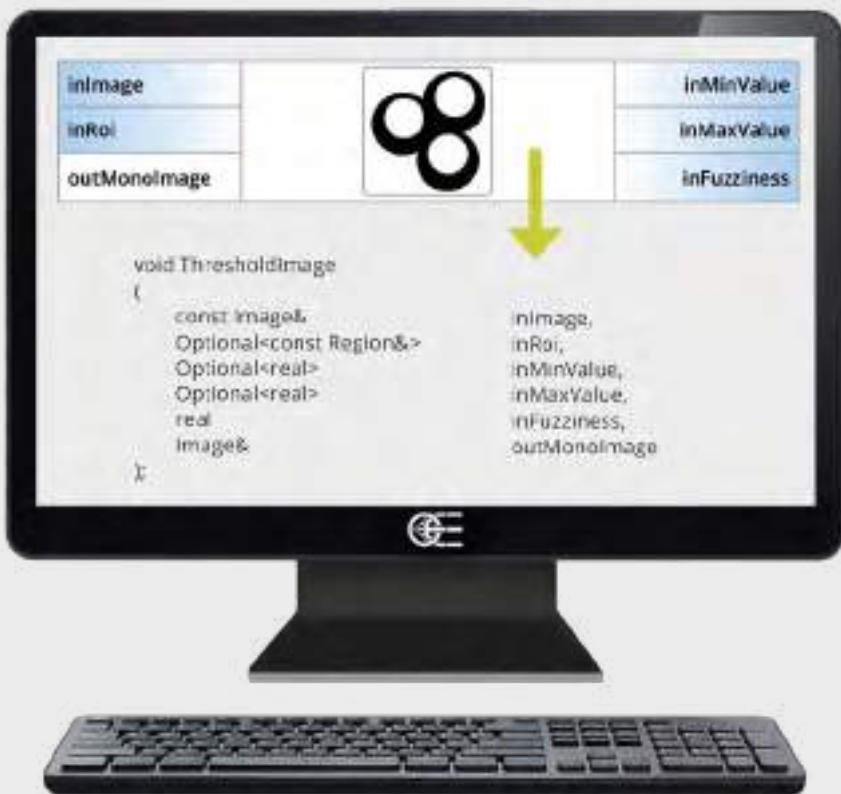 inImage inMinValue
inRoi inMaxValue
outMonoImage inFuzziness
void ThresholdImage
(
const Image& inImage,
Optional<const Region&> inRoi,
Optional<real> inMinValue,
Optional<real> inMaxValue,
real inFuzziness,
Image& outMonoImage
);